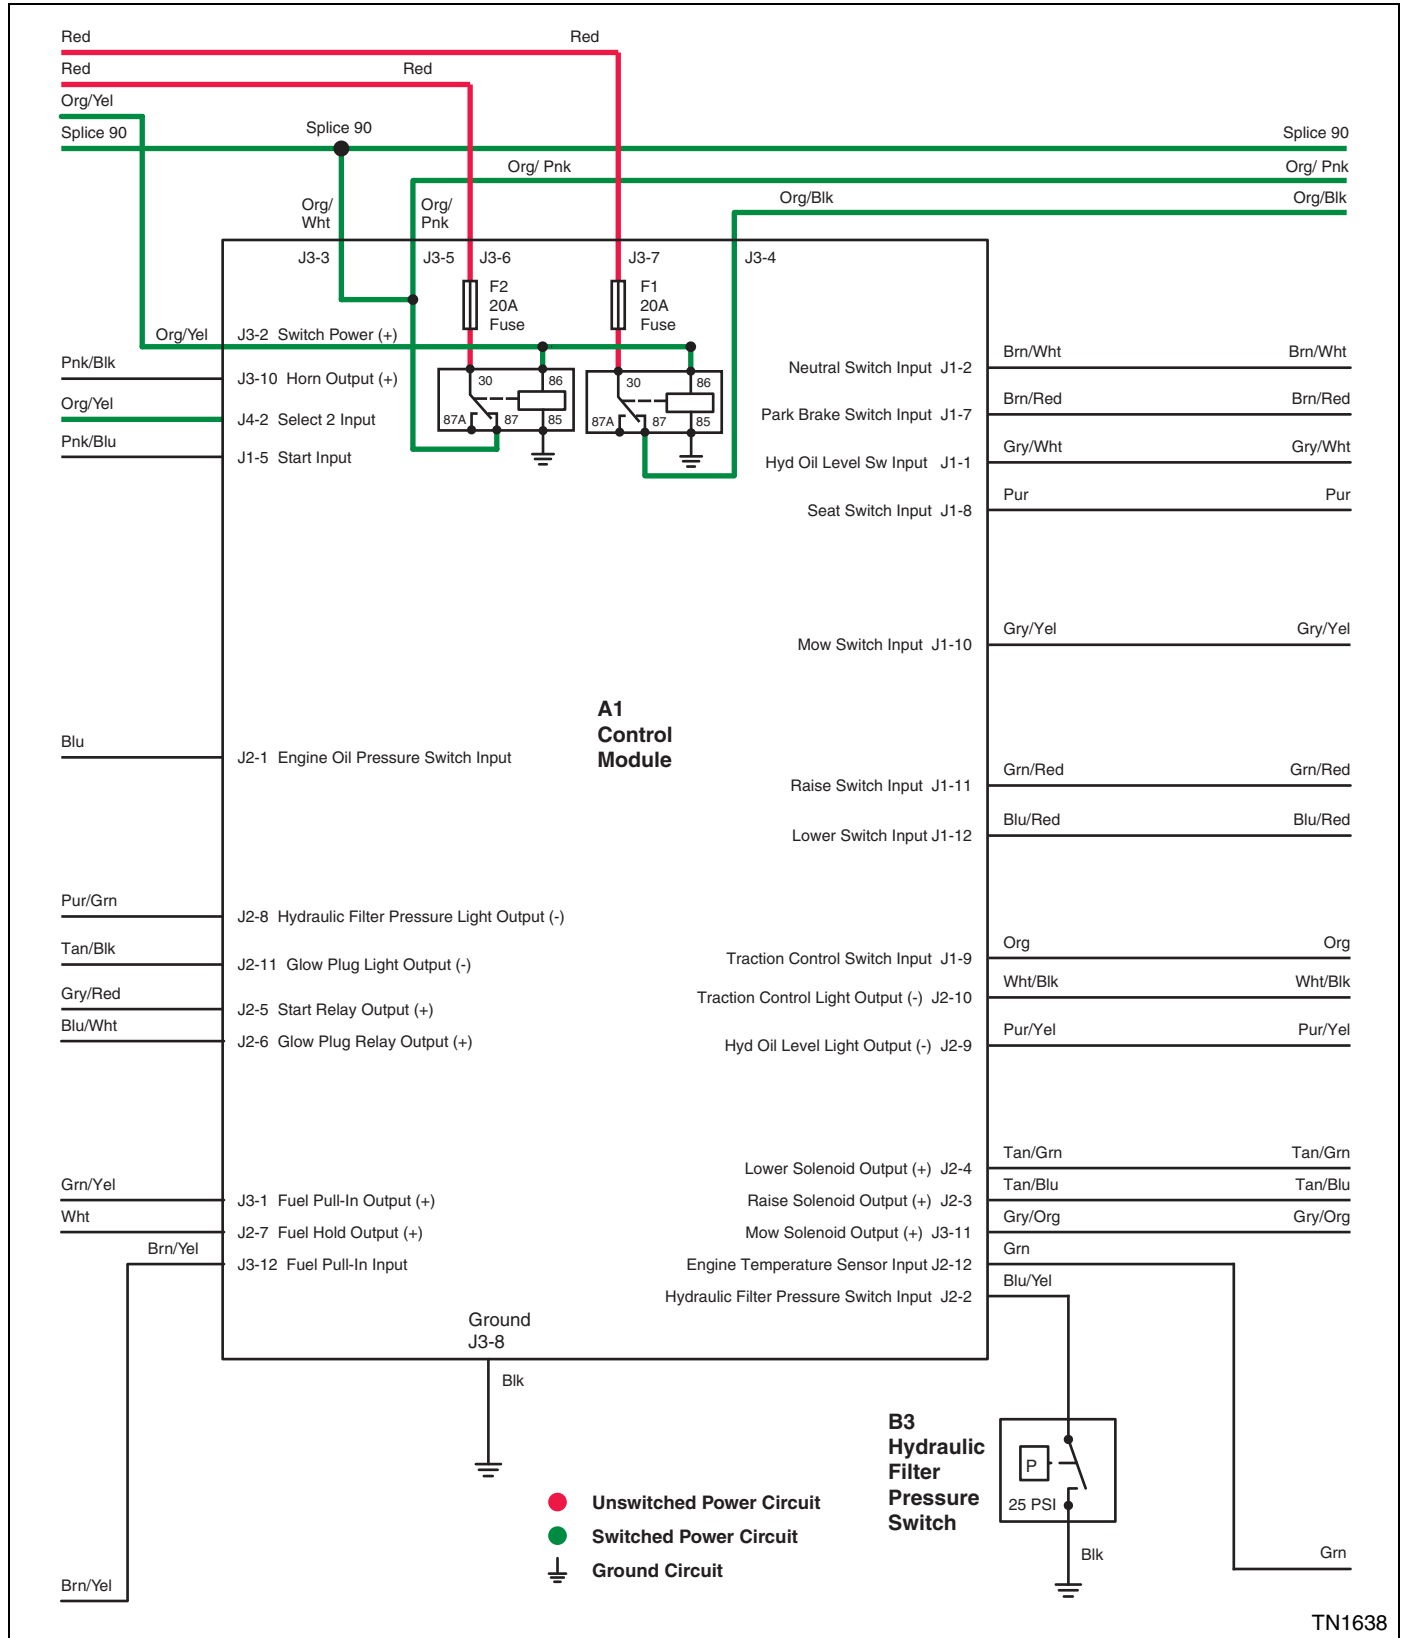 Red
Red
Red
Red
Org/Yel
Splice 90
Splice 90
Splice 90
Org/ Pnk
Org/ Pnk
Org/Blk
Org/Blk
Org/
Wht
Org/
Pnk
J3-3
J3-5
J3-6
J3-7
J3-4
F2
20A
Fuse
F1
20A
Fuse
Org/Yel
J3-2 Switch Power (+)
Pnk/Blk
J3-10 Horn Output (+)
Org/Yel
J4-2 Select 2 Input
Pnk/Blu
J1-5 Start Input
30
86
87A
87
85
30
86
87A
87
85
Neutral Switch Input J1-2
Brn/Wht
Brn/Wht
Park Brake Switch Input J1-7
Brn/Red
Brn/Red
Hyd Oil Level Sw Input J1-1
Gry/Wht
Gry/Wht
Seat Switch Input J1-8
Pur
Pur
Mow Switch Input J1-10
Gry/Yel
Gry/Yel
A1
Control
Module
Blu
J2-1 Engine Oil Pressure Switch Input
Raise Switch Input J1-11
Grn/Red
Grn/Red
Lower Switch Input J1-12
Blu/Red
Blu/Red
Pur/Grn
J2-8 Hydraulic Filter Pressure Light Output (-)
Tan/Blk
J2-11 Glow Plug Light Output (-)
Gry/Red
J2-5 Start Relay Output (+)
Blu/Wht
J2-6 Glow Plug Relay Output (+)
Traction Control Switch Input J1-9
Org
Org
Traction Control Light Output (-) J2-10
Wht/Blk
Wht/Blk
Hyd Oil Level Light Output (-) J2-9
Pur/Yel
Pur/Yel
Lower Solenoid Output (+) J2-4
Tan/Grn
Tan/Grn
Grn/Yel
J3-1 Fuel Pull-In Output (+)
Raise Solenoid Output (+) J2-3
Tan/Blu
Tan/Blu
Wht
J2-7 Fuel Hold Output (+)
Mow Solenoid Output (+) J3-11
Gry/Org
Gry/Org
Brn/Yel
J3-12 Fuel Pull-In Input
Engine Temperature Sensor Input J2-12
Grn
Hydraulic Filter Pressure Switch Input J2-2
Blu/Yel
Ground
J3-8
Blk
B3
Hydraulic
Filter
Pressure
Switch
P
25 PSI
Blk
Grn
Unswitched Power Circuit
Switched Power Circuit
Ground Circuit
Brn/Yel
TN1638